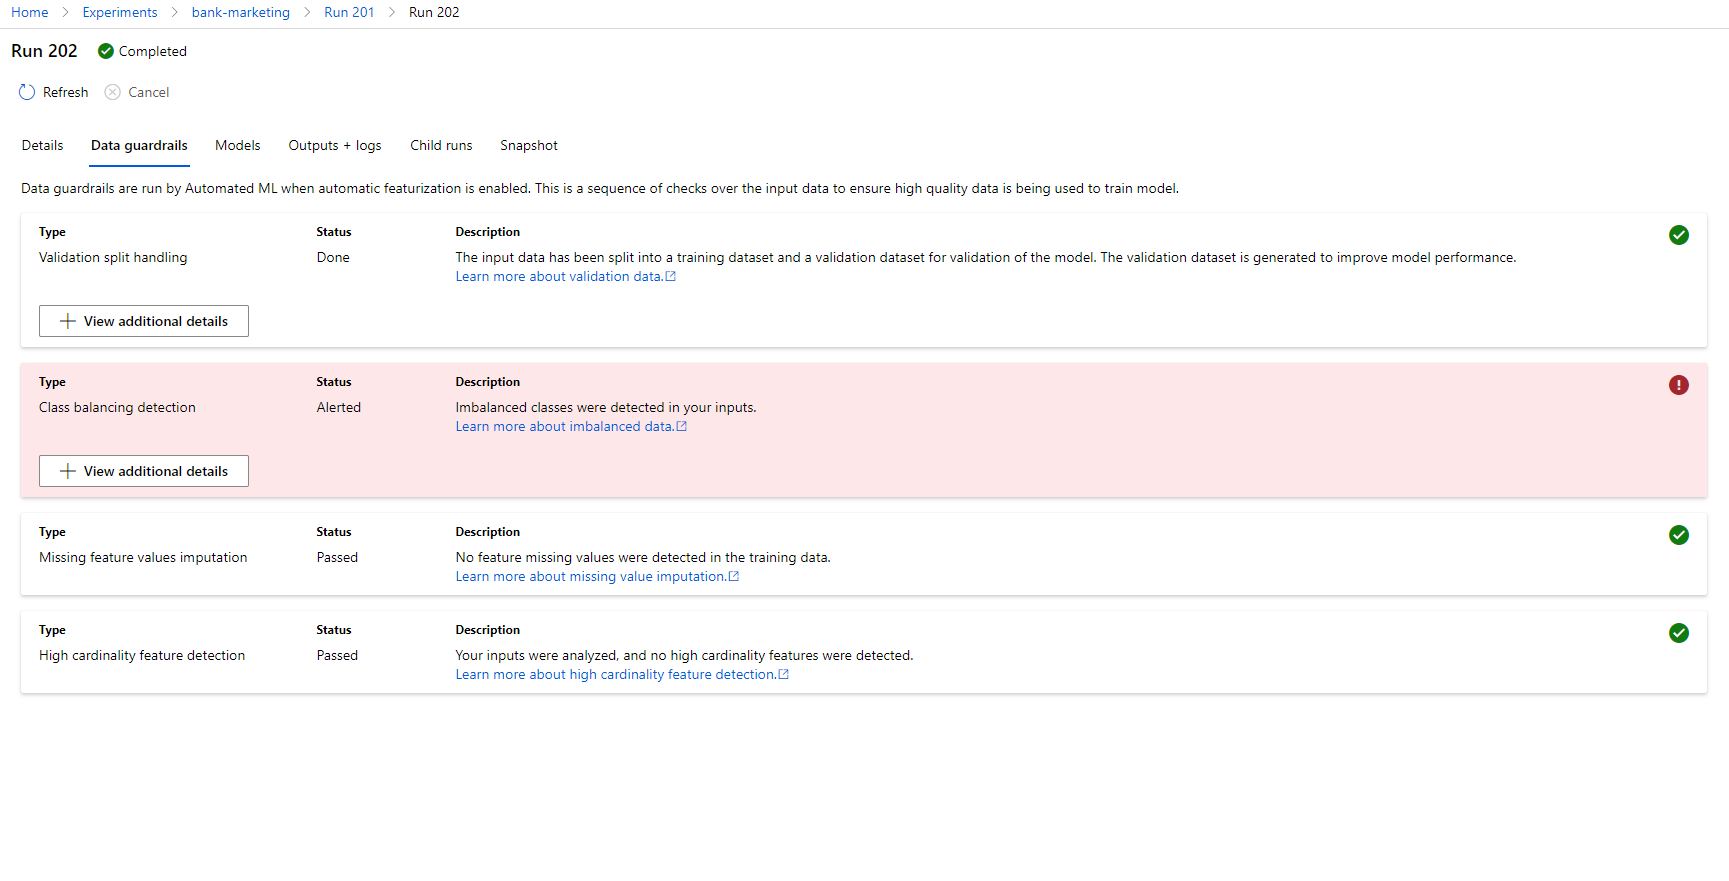 Home > Experiments > bank-marketing > Run 201 > Run 202
Run 202 Completed
Refresh Cancel
Details Data guardrails Models Outputs + logs Child runs Snapshot
Data guardrails are run by Automated ML when automatic featurization is enabled. This is a sequence of checks over the input data to ensure high quality data is being used to train model.
Type Status Description
Validation split handling Done The input data has been split into a training dataset and a validation dataset for validation of the model. The validation dataset is generated to improve model performance.
Learn more about validation data.
View additional details
Type Status Description
Class balancing detection Alerted Imbalanced classes were detected in your inputs.
Learn more about imbalanced data.
View additional details
Type Status Description
Missing feature values imputation Passed No feature missing values were detected in the training data.
Learn more about missing value imputation.
Type Status Description
High cardinality feature detection Passed Your inputs were analyzed, and no high cardinality features were detected.
Learn more about high cardinality feature detection.